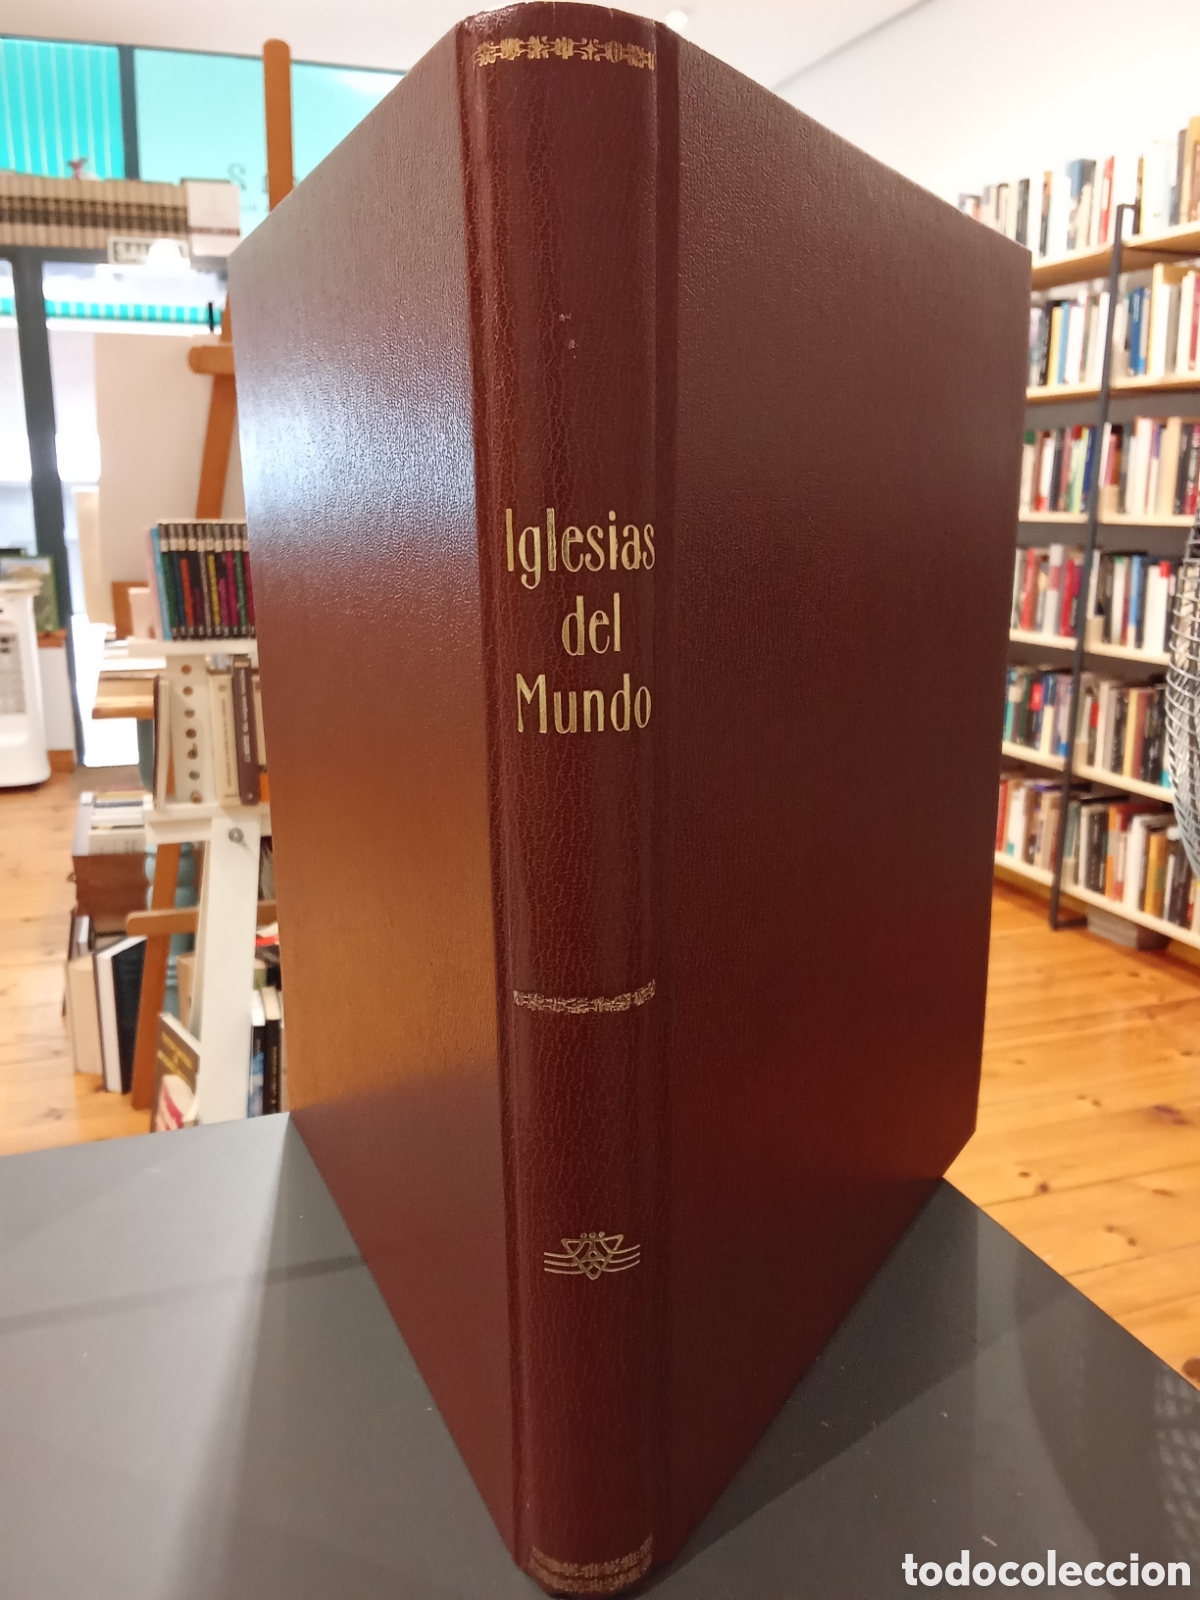 Iglesias
del
Mundo
todocoleccion